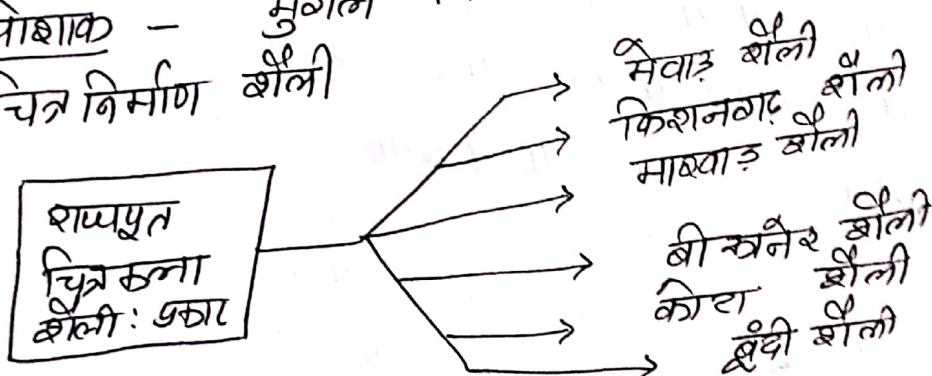 पोशाक - मुगल
चित्र निर्माण शैली
राजपूत
चित्रकला
शैली : प्रकार
मेवाड़ शैली
किशनगढ़ शैली
मारवाड़ शैली
बीकानेर शैली
कोटा शैली
बूंदी शैली